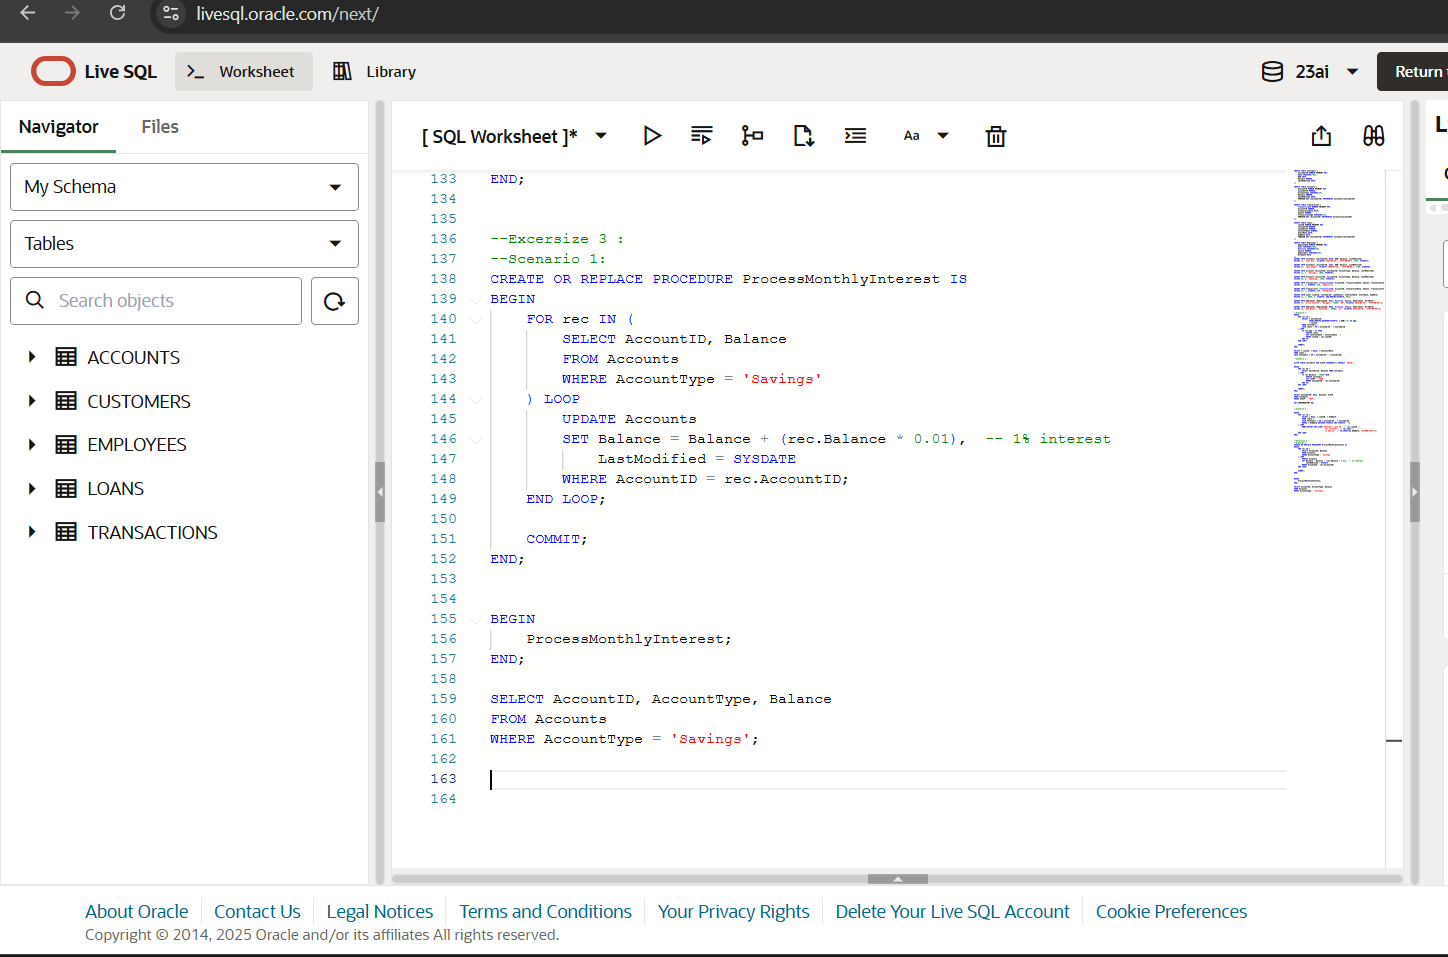 livesql.oracle.com/next/
Live SQL
Worksheet
Library
23ai
Return
Navigator
Files
[ SQL Worksheet ]*
Aa
My Schema
Tables
Search objects
ACCOUNTS
CUSTOMERS
EMPLOYEES
LOANS
TRANSACTIONS
133 END;
134
135
136 --Excersize 3 :
137 --Scenario 1:
138 CREATE OR REPLACE PROCEDURE ProcessMonthlyInterest IS
139 BEGIN
140 FOR rec IN (
141 SELECT AccountID, Balance
142 FROM Accounts
143 WHERE AccountType = 'Savings'
144 ) LOOP
145 UPDATE Accounts
146 SET Balance = Balance + (rec.Balance * 0.01), -- 1% interest
147 LastModified = SYSDATE
148 WHERE AccountID = rec.AccountID;
149 END LOOP;
150
151 COMMIT;
152 END;
153
154
155 BEGIN
156 ProcessMonthlyInterest;
157 END;
158
159 SELECT AccountID, AccountType, Balance
160 FROM Accounts
161 WHERE AccountType = 'Savings';
162
163
164
About Oracle
Contact Us
Legal Notices
Terms and Conditions
Your Privacy Rights
Delete Your Live SQL Account
Cookie Preferences
Copyright © 2014, 2025 Oracle and/or its affiliates All rights reserved.